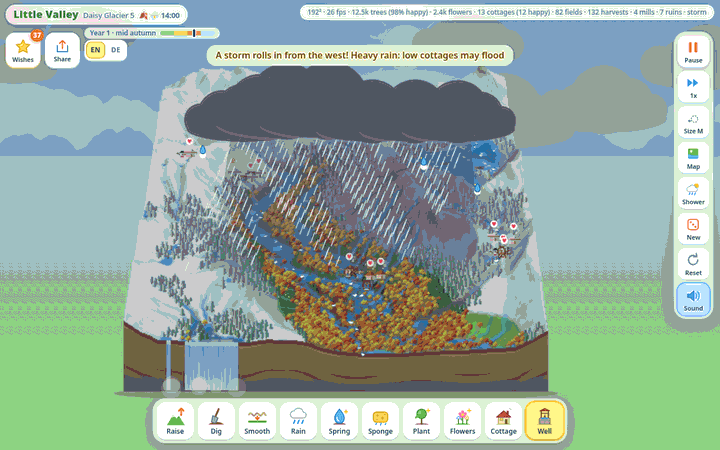 Little Valley Daisy Glacier 5 14:00
192² · 26 fps · 12.5k trees (98% happy) · 2.4k flowers · 13 cottages (12 happy) · 82 fields · 132 harvests · 4 mills · 7 ruins · storm
Year 1 · mid autumn
37
Wishes
Share
EN DE
A storm rolls in from the west! Heavy rain: low cottages may flood
Pause
1x
Size M
Map
Shower
New
Reset
Sound
Raise Dig Smooth Rain Spring Sponge Plant Flowers Cottage Well